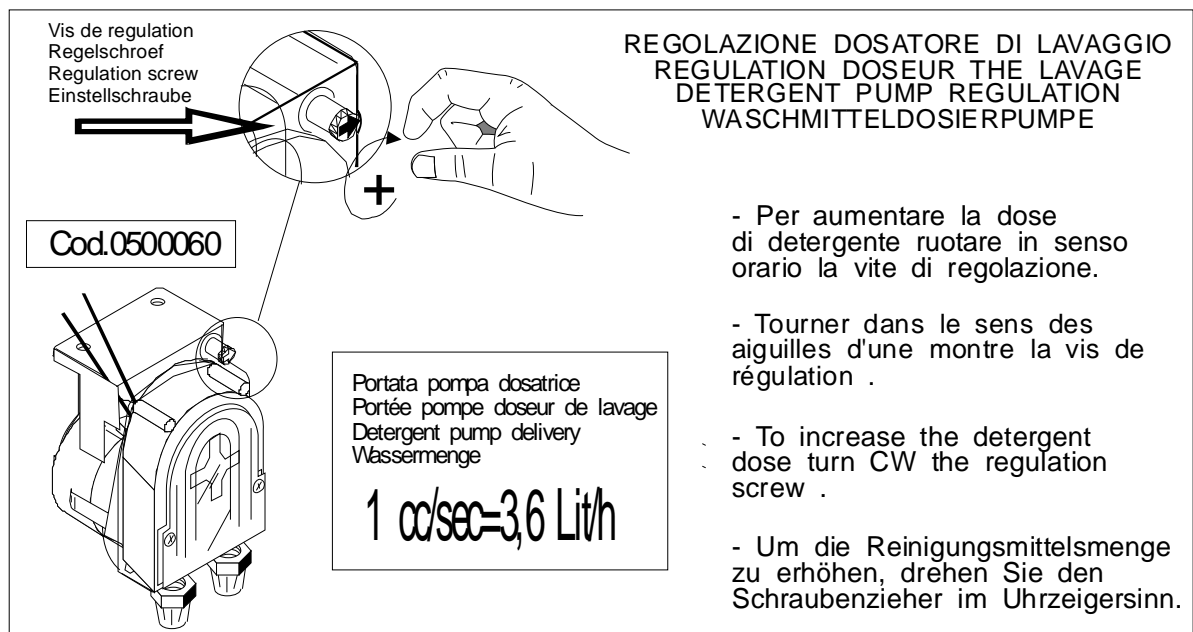 Vis de regulation
Regelschroef
Regulation screw
Einstellschraube
+
Cod.0500060
Portata pompa dosatrice
Portée pompe doseur de lavage
Detergent pump delivery
Wassermenge
1 cc/sec=3,6 Lit/h
REGOLAZIONE DOSATORE DI LAVAGGIO
REGULATION DOSEUR THE LAVAGE
DETERGENT PUMP REGULATION
WASCHMITTELDOSIERPUMPE
- Per aumentare la dose
di detergente ruotare in senso
orario la vite di regolazione.
- Tourner dans le sens des
aiguilles d'une montre la vis de
régulation .
- To increase the detergent
dose turn CW the regulation
screw .
- Um die Reinigungsmittelsmenge
zu erhöhen, drehen Sie den
Schraubenzieher im Uhrzeigersinn.